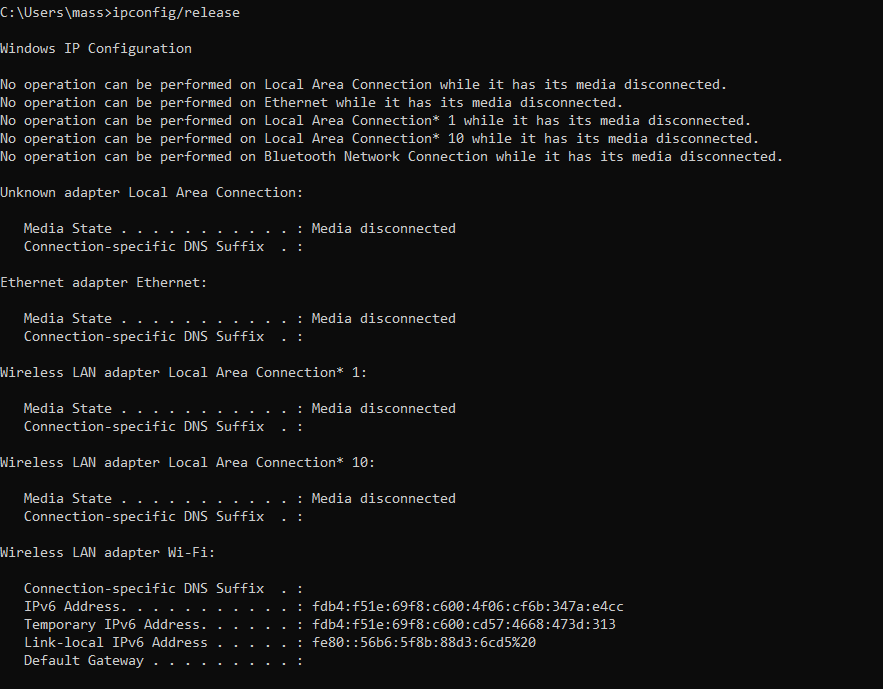 C:\Users\mass>ipconfig/release
Windows IP Configuration
No operation can be performed on Local Area Connection while it has its media disconnected.
No operation can be performed on Ethernet while it has its media disconnected.
No operation can be performed on Local Area Connection* 1 while it has its media disconnected.
No operation can be performed on Local Area Connection* 10 while it has its media disconnected.
No operation can be performed on Bluetooth Network Connection while it has its media disconnected.
Unknown adapter Local Area Connection:
Media State . . . . . . . . . . . : Media disconnected
Connection-specific DNS Suffix  . :
Ethernet adapter Ethernet:
Media State . . . . . . . . . . . : Media disconnected
Connection-specific DNS Suffix  . :
Wireless LAN adapter Local Area Connection* 1:
Media State . . . . . . . . . . . : Media disconnected
Connection-specific DNS Suffix  . :
Wireless LAN adapter Local Area Connection* 10:
Media State . . . . . . . . . . . : Media disconnected
Connection-specific DNS Suffix  . :
Wireless LAN adapter Wi-Fi:
Connection-specific DNS Suffix  . :
IPv6 Address. . . . . . . . . . . : fdb4:f51e:69f8:c600:4f06:cf6b:347a:e4cc
Temporary IPv6 Address. . . . . . : fdb4:f51e:69f8:c600:cd57:4668:473d:313
Link-local IPv6 Address . . . . . : fe80::56b6:5f8b:88d3:6cd5%20
Default Gateway . . . . . . . . . :